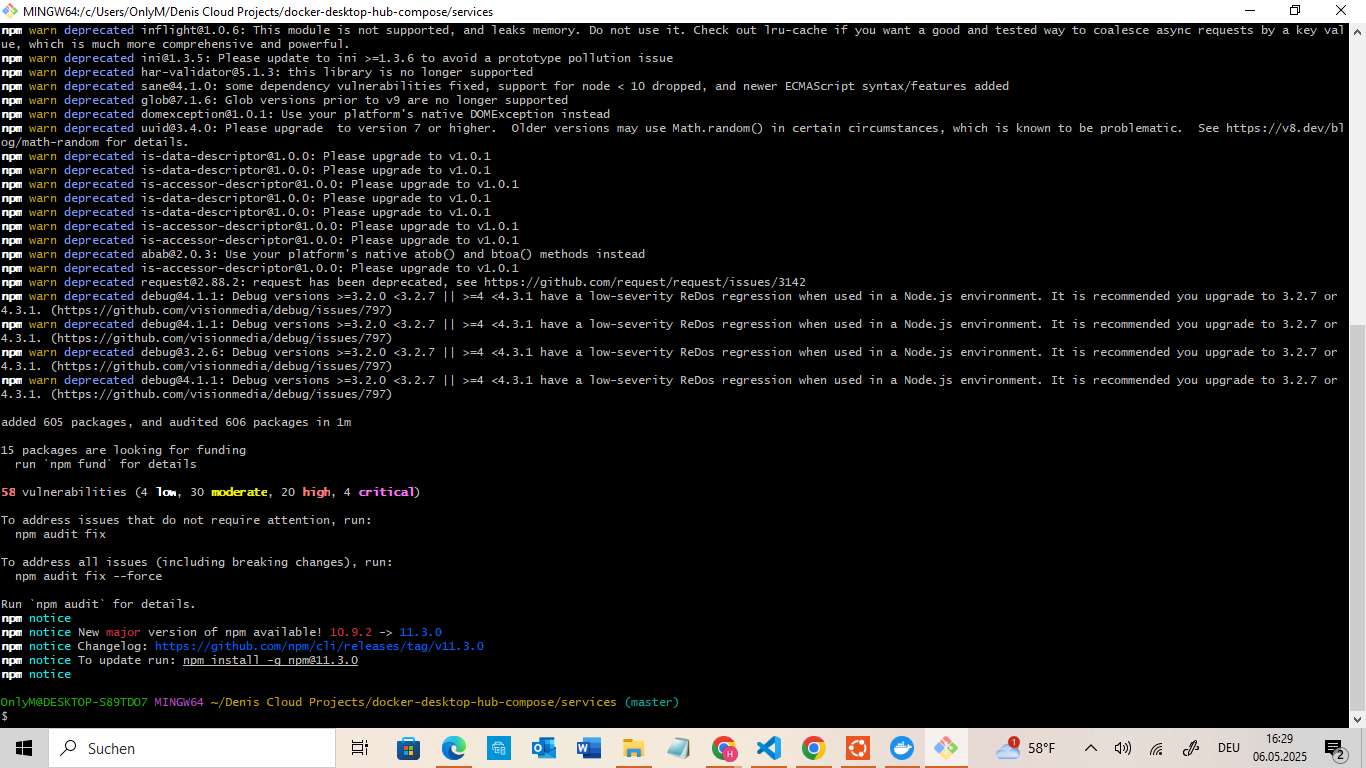 MINGW64:/c/Users/OnlyM/Denis Cloud Projects/docker-desktop-hub-compose/services
npm warn deprecated inflight@1.0.6: This module is not supported, and leaks memory. Do not use it. Check out lru-cache if you want a good and tested way to coalesce async requests by a key val
ue, which is much more comprehensive and powerful.
npm warn deprecated ini@1.3.5: Please update to ini >=1.3.6 to avoid a prototype pollution issue
npm warn deprecated har-validator@5.1.3: this library is no longer supported
npm warn deprecated sane@4.1.0: some dependency vulnerabilities fixed, support for node < 10 dropped, and newer ECMAScript syntax/features added
npm warn deprecated glob@7.1.6: Glob versions prior to v9 are no longer supported
npm warn deprecated domexception@1.0.1: Use your platform's native DOMException instead
npm warn deprecated uuid@3.4.0: Please upgrade  to version 7 or higher.  Older versions may use Math.random() in certain circumstances, which is known to be problematic.  See https://v8.dev/bl
og/math-random for details.
npm warn deprecated is-data-descriptor@1.0.0: Please upgrade to v1.0.1
npm warn deprecated is-data-descriptor@1.0.0: Please upgrade to v1.0.1
npm warn deprecated is-accessor-descriptor@1.0.0: Please upgrade to v1.0.1
npm warn deprecated is-data-descriptor@1.0.0: Please upgrade to v1.0.1
npm warn deprecated is-data-descriptor@1.0.0: Please upgrade to v1.0.1
npm warn deprecated is-accessor-descriptor@1.0.0: Please upgrade to v1.0.1
npm warn deprecated is-accessor-descriptor@1.0.0: Please upgrade to v1.0.1
npm warn deprecated abab@2.0.3: Use your platform's native atob() and btoa() methods instead
npm warn deprecated is-accessor-descriptor@1.0.0: Please upgrade to v1.0.1
npm warn deprecated request@2.88.2: request has been deprecated, see https://github.com/request/request/issues/3142
npm warn deprecated debug@4.1.1: Debug versions >=3.2.0 <3.2.7 || >=4 <4.3.1 have a low-severity ReDos regression when used in a Node.js environment. It is recommended you upgrade to 3.2.7 or
4.3.1. (https://github.com/visionmedia/debug/issues/797)
npm warn deprecated debug@4.1.1: Debug versions >=3.2.0 <3.2.7 || >=4 <4.3.1 have a low-severity ReDos regression when used in a Node.js environment. It is recommended you upgrade to 3.2.7 or
4.3.1. (https://github.com/visionmedia/debug/issues/797)
npm warn deprecated debug@3.2.6: Debug versions >=3.2.0 <3.2.7 || >=4 <4.3.1 have a low-severity ReDos regression when used in a Node.js environment. It is recommended you upgrade to 3.2.7 or
4.3.1. (https://github.com/visionmedia/debug/issues/797)
npm warn deprecated debug@4.1.1: Debug versions >=3.2.0 <3.2.7 || >=4 <4.3.1 have a low-severity ReDos regression when used in a Node.js environment. It is recommended you upgrade to 3.2.7 or
4.3.1. (https://github.com/visionmedia/debug/issues/797)
added 605 packages, and audited 606 packages in 1m
15 packages are looking for funding
run `npm fund` for details
58 vulnerabilities (4 low, 30 moderate, 20 high, 4 critical)
To address issues that do not require attention, run:
npm audit fix
To address all issues (including breaking changes), run:
npm audit fix --force
Run `npm audit` for details.
npm notice
npm notice New major version of npm available! 10.9.2 -> 11.3.0
npm notice Changelog: https://github.com/npm/cli/releases/tag/v11.3.0
npm notice To update run: npm install -g npm@11.3.0
npm notice
OnlyM@DESKTOP-S89TDO7 MINGW64 ~/Denis Cloud Projects/docker-desktop-hub-compose/services (master)
$
Suchen
H
1
58°F
DEU
16:29
06.05.2025
2